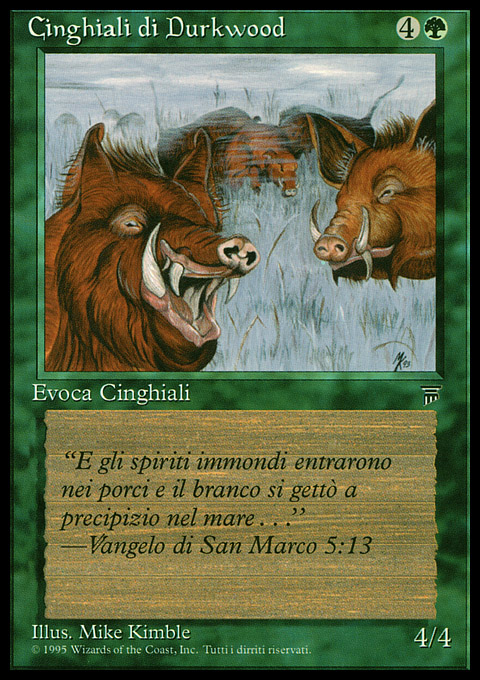 Cinghiali di Durkwood 4
Evoca Cinghiali
“E gli spiriti immondi entrarono
nei porci e il branco si gettò a
precipizio nel mare . . .”
—Vangelo di San Marco 5:13
Illus. Mike Kimble
4/4
© 1995 Wizards of the Coast, Inc. Tutti i dirriti riservati.